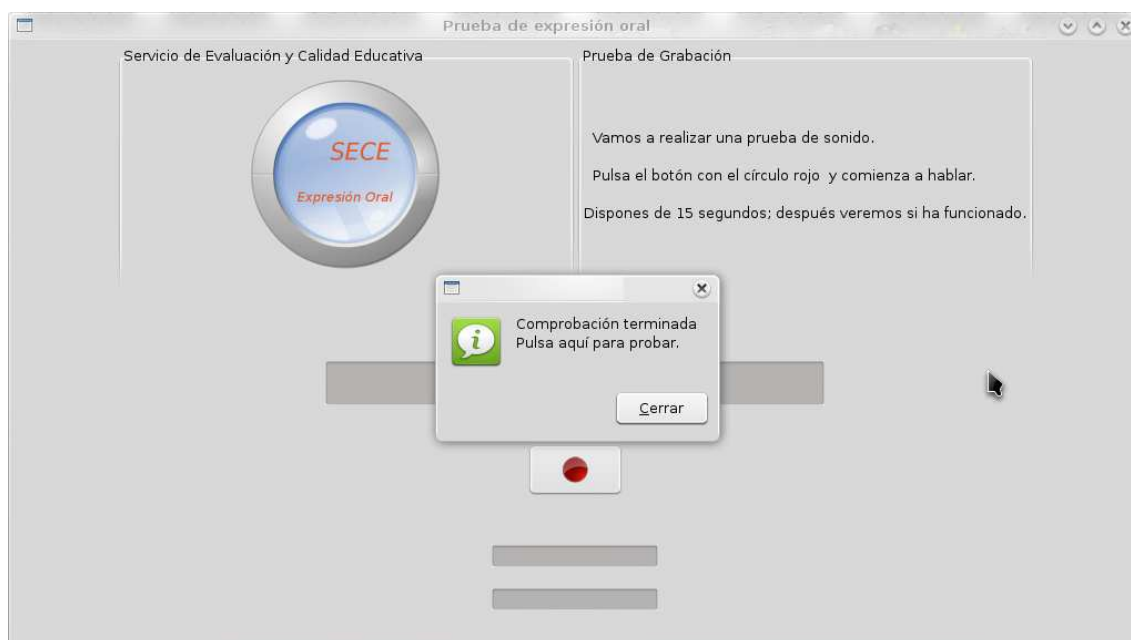 Prueba de expresión oral
Servicio de Evaluación y Calidad Educativa
SECE
Expresión Oral
Prueba de Grabación
Vamos a realizar una prueba de sonido.
Pulsa el botón con el círculo rojo y comienza a hablar.
Dispones de 15 segundos; después veremos si ha funcionado.
Comprobación terminada
Pulsa aquí para probar.
Cerrar